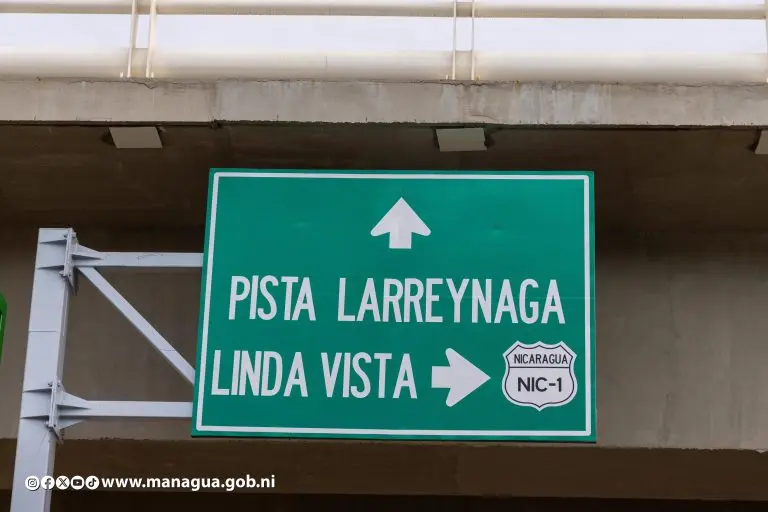 PISTA LARREYNAGA
LINDA VISTA
NICARAGUA
NIC-1
www.managua.gob.ni